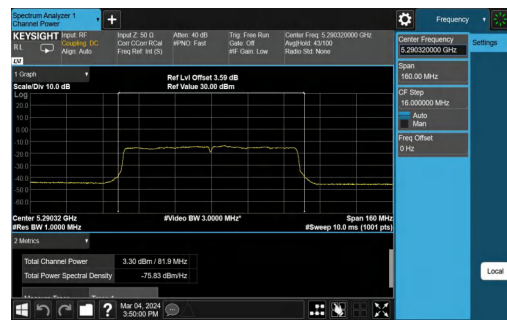 Spectrum Analyzer 1
Channel Power
Frequency
KEYSIGHT
RL
Input: RF
Coupling: DC
Align: Auto
Input Z: 50 Ω
Corr CCorr RCal
Freq Ref: Int (S)
Atten: 40 dB
#PNO: Fast
Trig: Free Run
Gate: Off
#IF Gain: Low
Center Freq: 5.290320000 GHz
Avg|Hold: 43/100
Radio Std: None
Center Frequency
5.290320000 GHz
Settings
Span
160.00 MHz
CF Step
16.000000 MHz
Auto
Man
Freq Offset
0 Hz
Local
LV
1 Graph
Scale/Div 10.0 dB
Ref Lvl Offset 3.59 dB
Ref Value 30.00 dBm
Log
20.0
10.0
0.00
-10.0
-20.0
-30.0
-40.0
-50.0
-60.0
Center 5.29032 GHz
#Res BW 1.0000 MHz
#Video BW 3.0000 MHz*
Span 160 MHz
#Sweep 10.0 ms (1001 pts)
2 Metrics
Total Channel Power 3.30 dBm / 81.9 MHz
Total Power Spectral Density -75.83 dBm/Hz
Mar 04, 2024
3:50:00 PM